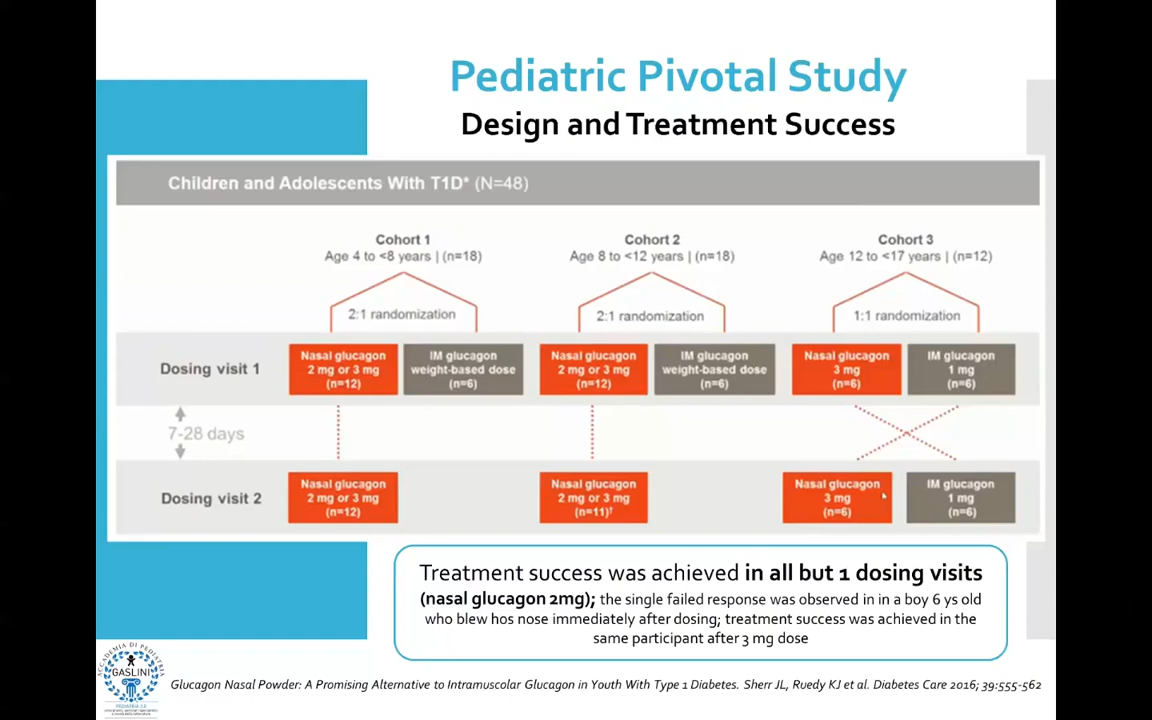 Pediatric Pivotal Study
Design and Treatment Success
Children and Adolescents With T1D* (N=48)
Cohort 1
Age 4 to <8 years | (n=18)
Cohort 2
Age 8 to <12 years | (n=18)
Cohort 3
Age 12 to <17 years | (n=12)
2:1 randomization
2:1 randomization
1:1 randomization
Dosing visit 1
Nasal glucagon
2 mg or 3 mg
(n=12)
IM glucagon
weight-based dose
(n=6)
Nasal glucagon
2 mg or 3 mg
(n=12)
IM glucagon
weight-based dose
(n=6)
Nasal glucagon
3 mg
(n=6)
IM glucagon
1 mg
(n=6)
7-28 days
Dosing visit 2
Nasal glucagon
2 mg or 3 mg
(n=12)
Nasal glucagon
2 mg or 3 mg
(n=11)†
Nasal glucagon
3 mg
(n=6)
IM glucagon
1 mg
(n=6)
Treatment success was achieved in all but 1 dosing visits
(nasal glucagon 2mg); the single failed response was observed in in a boy 6 ys old
who blew hos nose immediately after dosing; treatment success was achieved in the
same participant after 3 mg dose
ACCADEMIA DI PEDIATRIA
GASLINI
Glucagon Nasal Powder: A Promising Alternative to Intramuscular Glucagon in Youth With Type 1 Diabetes. Sherr JL, Ruedy KJ et al. Diabetes Care 2016; 39:555-562